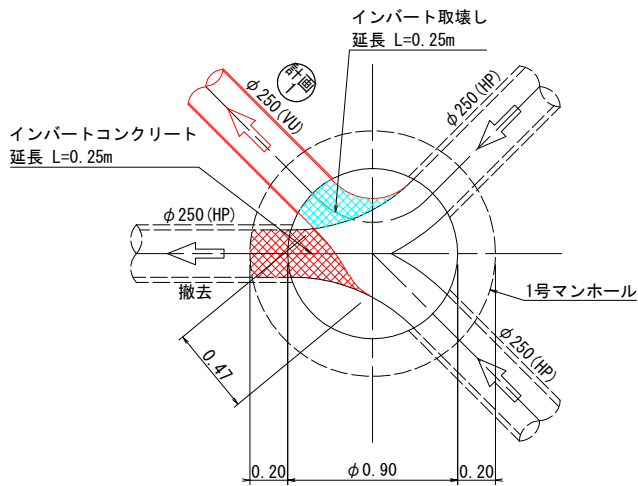 インバート取壊し
延長 L=0.25m
計画
1
φ250(VU)
φ250(HP)
インバートコンクリート
延長 L=0.25m
φ250(HP)
撤去
1号マンホール
φ250(HP)
0.47
0.20
φ0.90
0.20